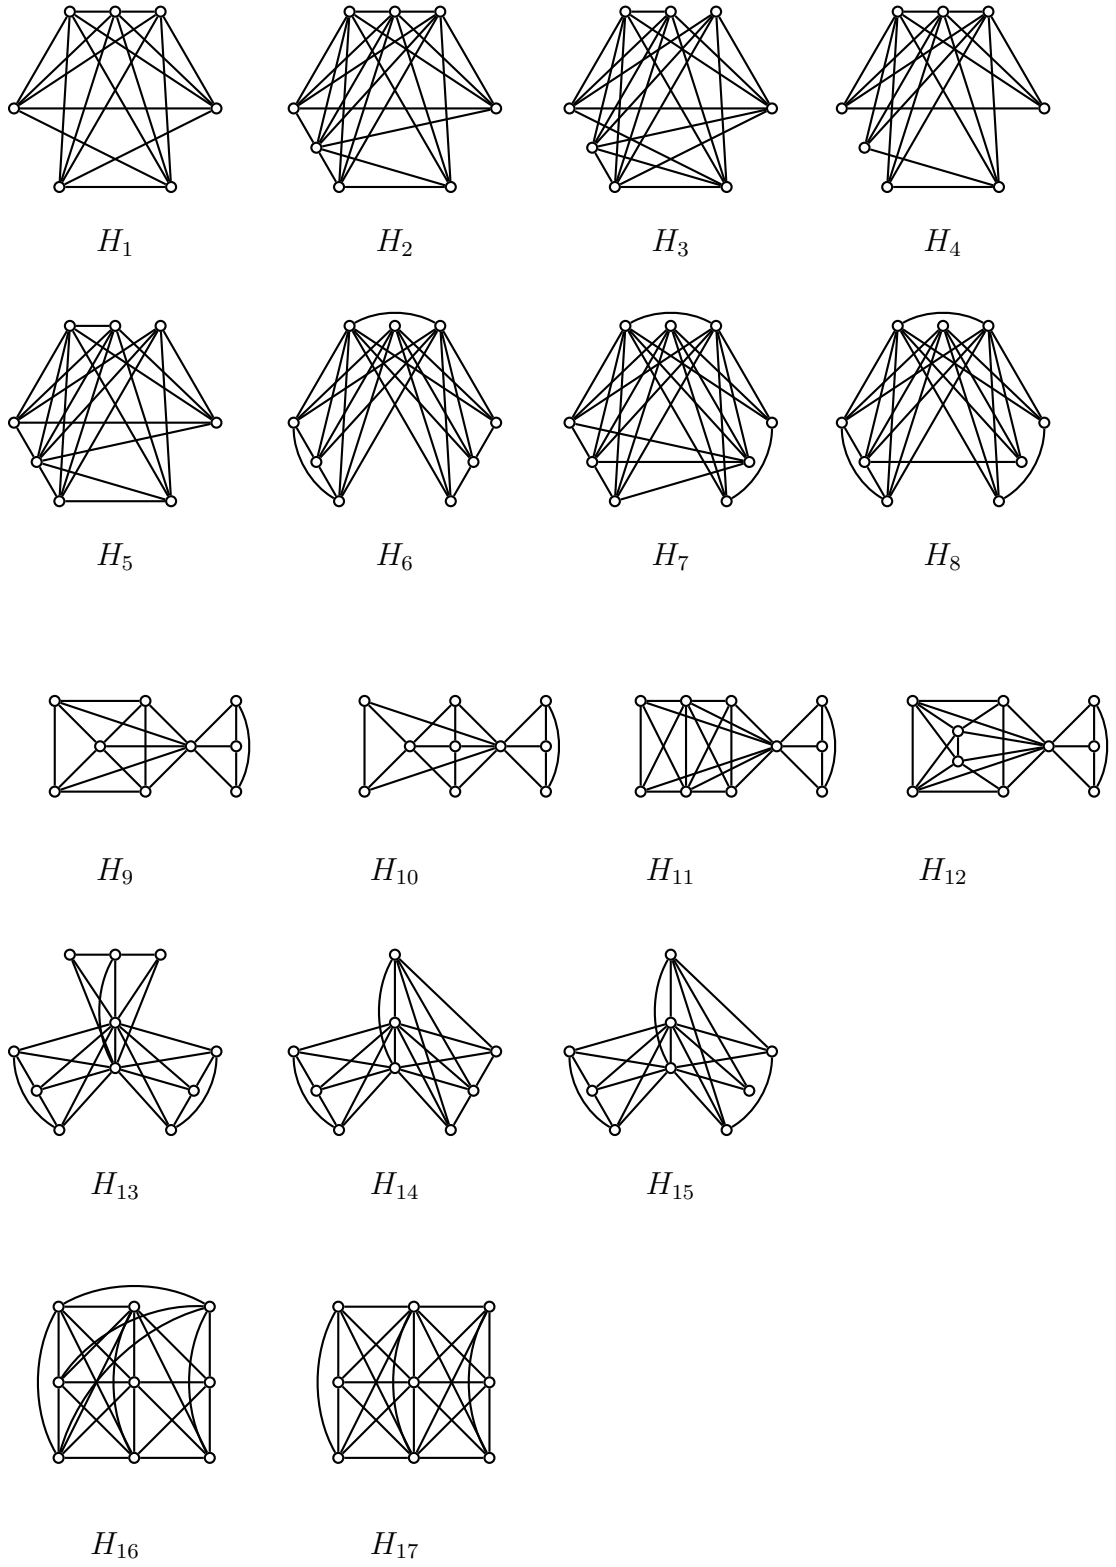 H₁ H₂ H₃ H₄
H₅ H₆ H₇ H₈
H₉ H₁₀ H₁₁ H₁₂
H₁₃ H₁₄ H₁₅
H₁₆ H₁₇